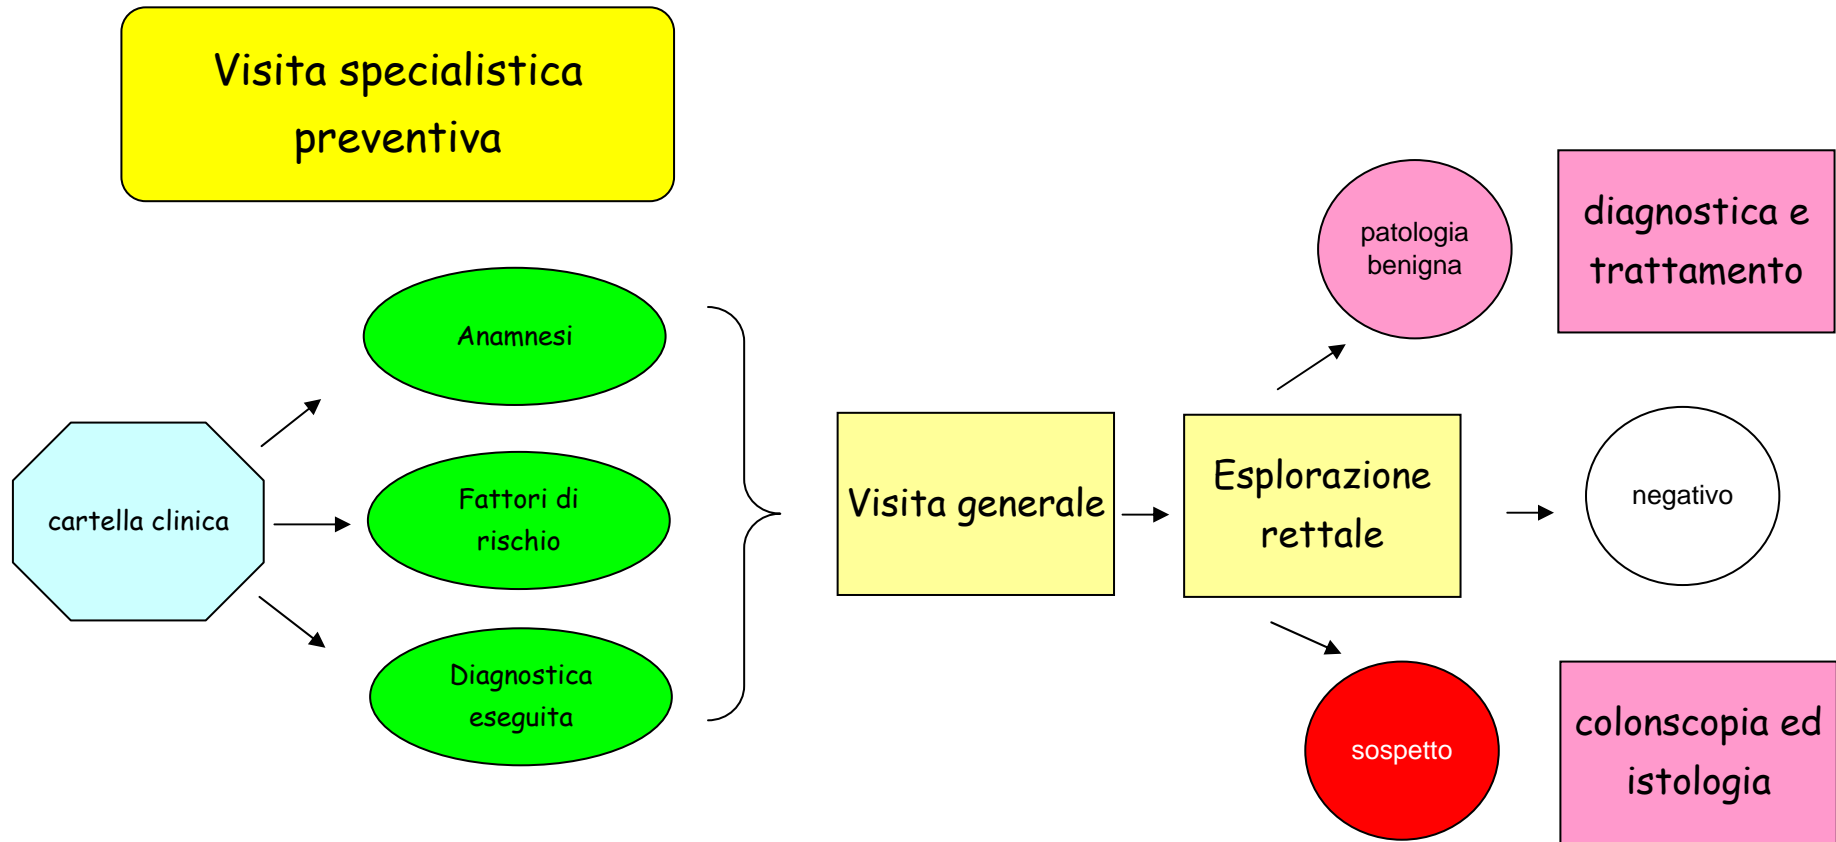 Visita specialistica
preventiva
cartella clinica
Anamnesi
Fattori di
rischio
Diagnostica
eseguita
Visita generale
Esplorazione
rettale
patologia
benigna
diagnostica e
trattamento
negativo
sospetto
colonscopia ed
istologia